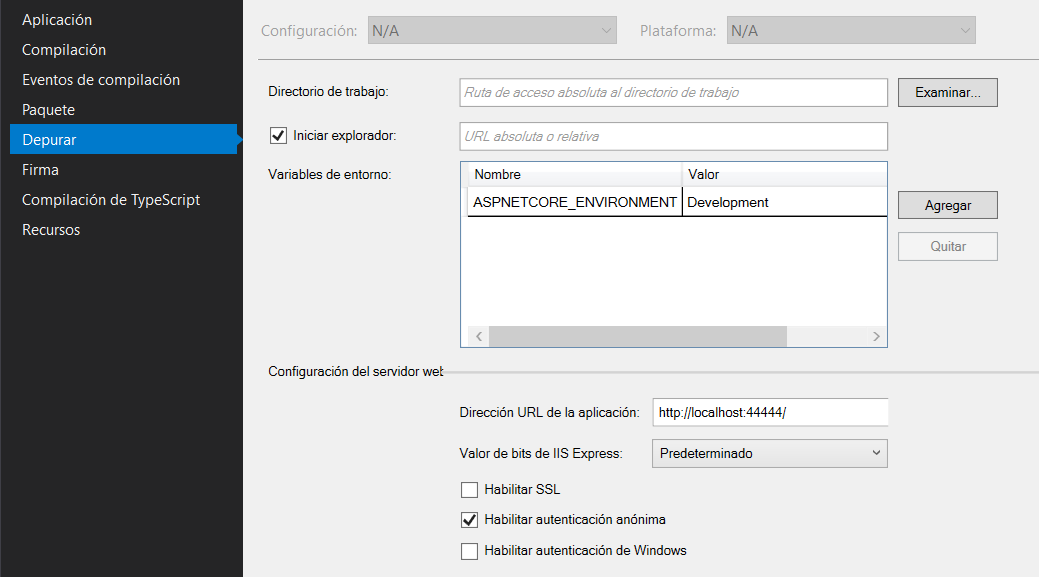 Aplicación
Compilación
Eventos de compilación
Paquete
Depurar
Firma
Compilación de TypeScript
Recursos
Configuración: N/A Plataforma: N/A
Directorio de trabajo: Ruta de acceso absoluta al directorio de trabajo Examinar...
Iniciar explorador: URL absoluta o relativa
Variables de entorno: Nombre Valor
ASPNETCORE_ENVIRONMENT Development
Agregar
Quitar
Configuración del servidor web
Dirección URL de la aplicación: http://localhost:44444/
Valor de bits de IIS Express: Predeterminado
Habilitar SSL
Habilitar autenticación anónima
Habilitar autenticación de Windows